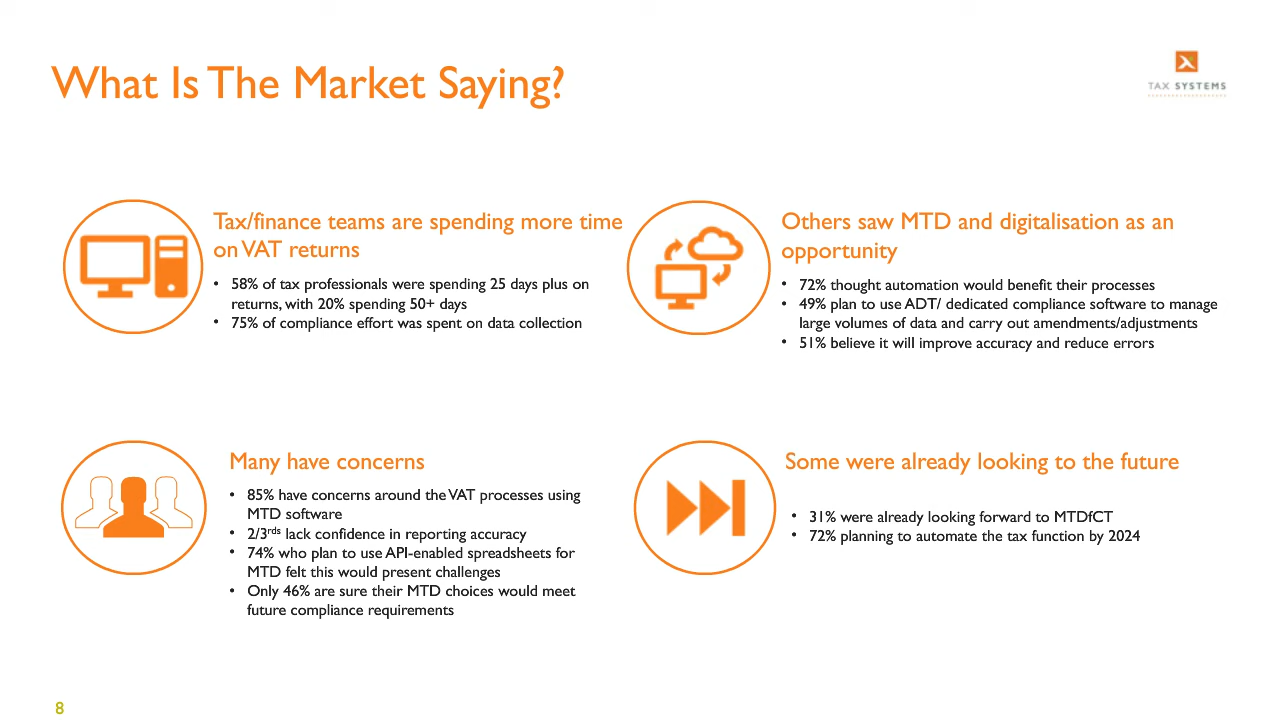 What Is The Market Saying?
TAX SYSTEMS
Tax/finance teams are spending more time
on VAT returns
• 58% of tax professionals were spending 25 days plus on
returns, with 20% spending 50+ days
• 75% of compliance effort was spent on data collection
Others saw MTD and digitalisation as an
opportunity
• 72% thought automation would benefit their processes
• 49% plan to use ADT/ dedicated compliance software to manage
large volumes of data and carry out amendments/adjustments
• 51% believe it will improve accuracy and reduce errors
Many have concerns
• 85% have concerns around the VAT processes using
MTD software
• 2/3rds lack confidence in reporting accuracy
• 74% who plan to use API-enabled spreadsheets for
MTD felt this would present challenges
• Only 46% are sure their MTD choices would meet
future compliance requirements
Some were already looking to the future
• 31% were already looking forward to MTDfCT
• 72% planning to automate the tax function by 2024
8